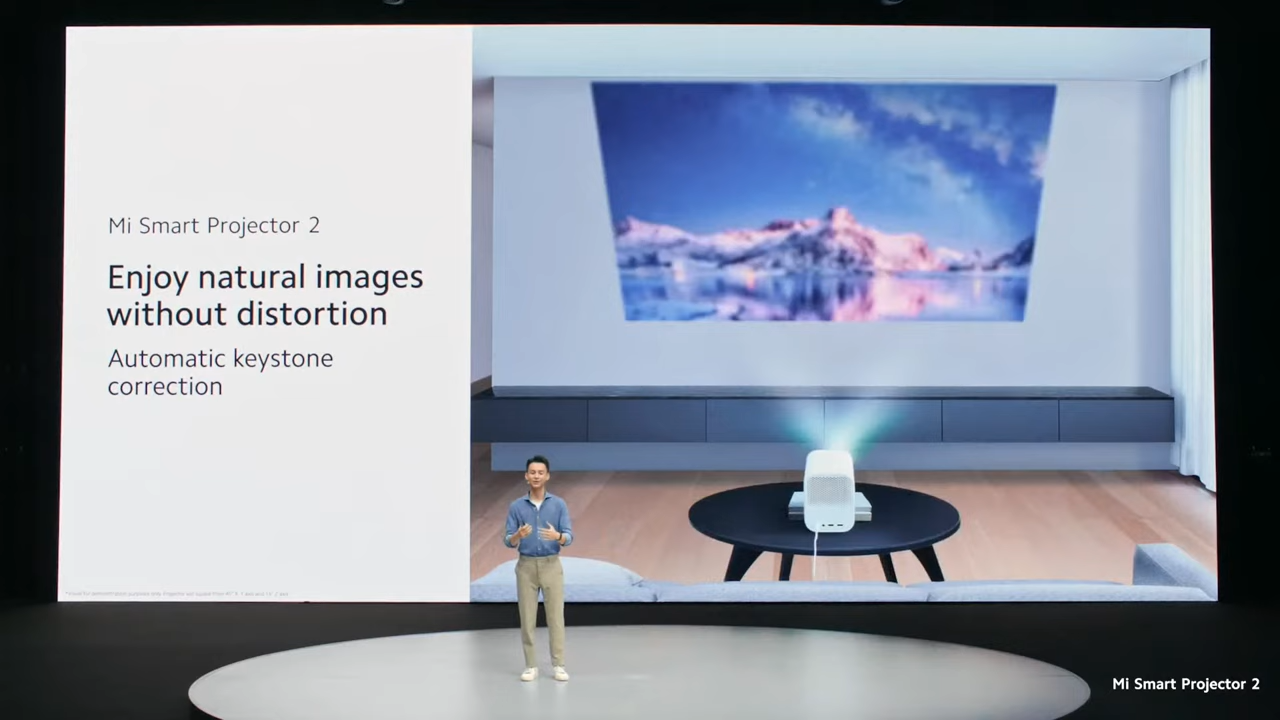 Mi Smart Projector 2
Enjoy natural images
without distortion
Automatic keystone
correction
Mi Smart Projector 2